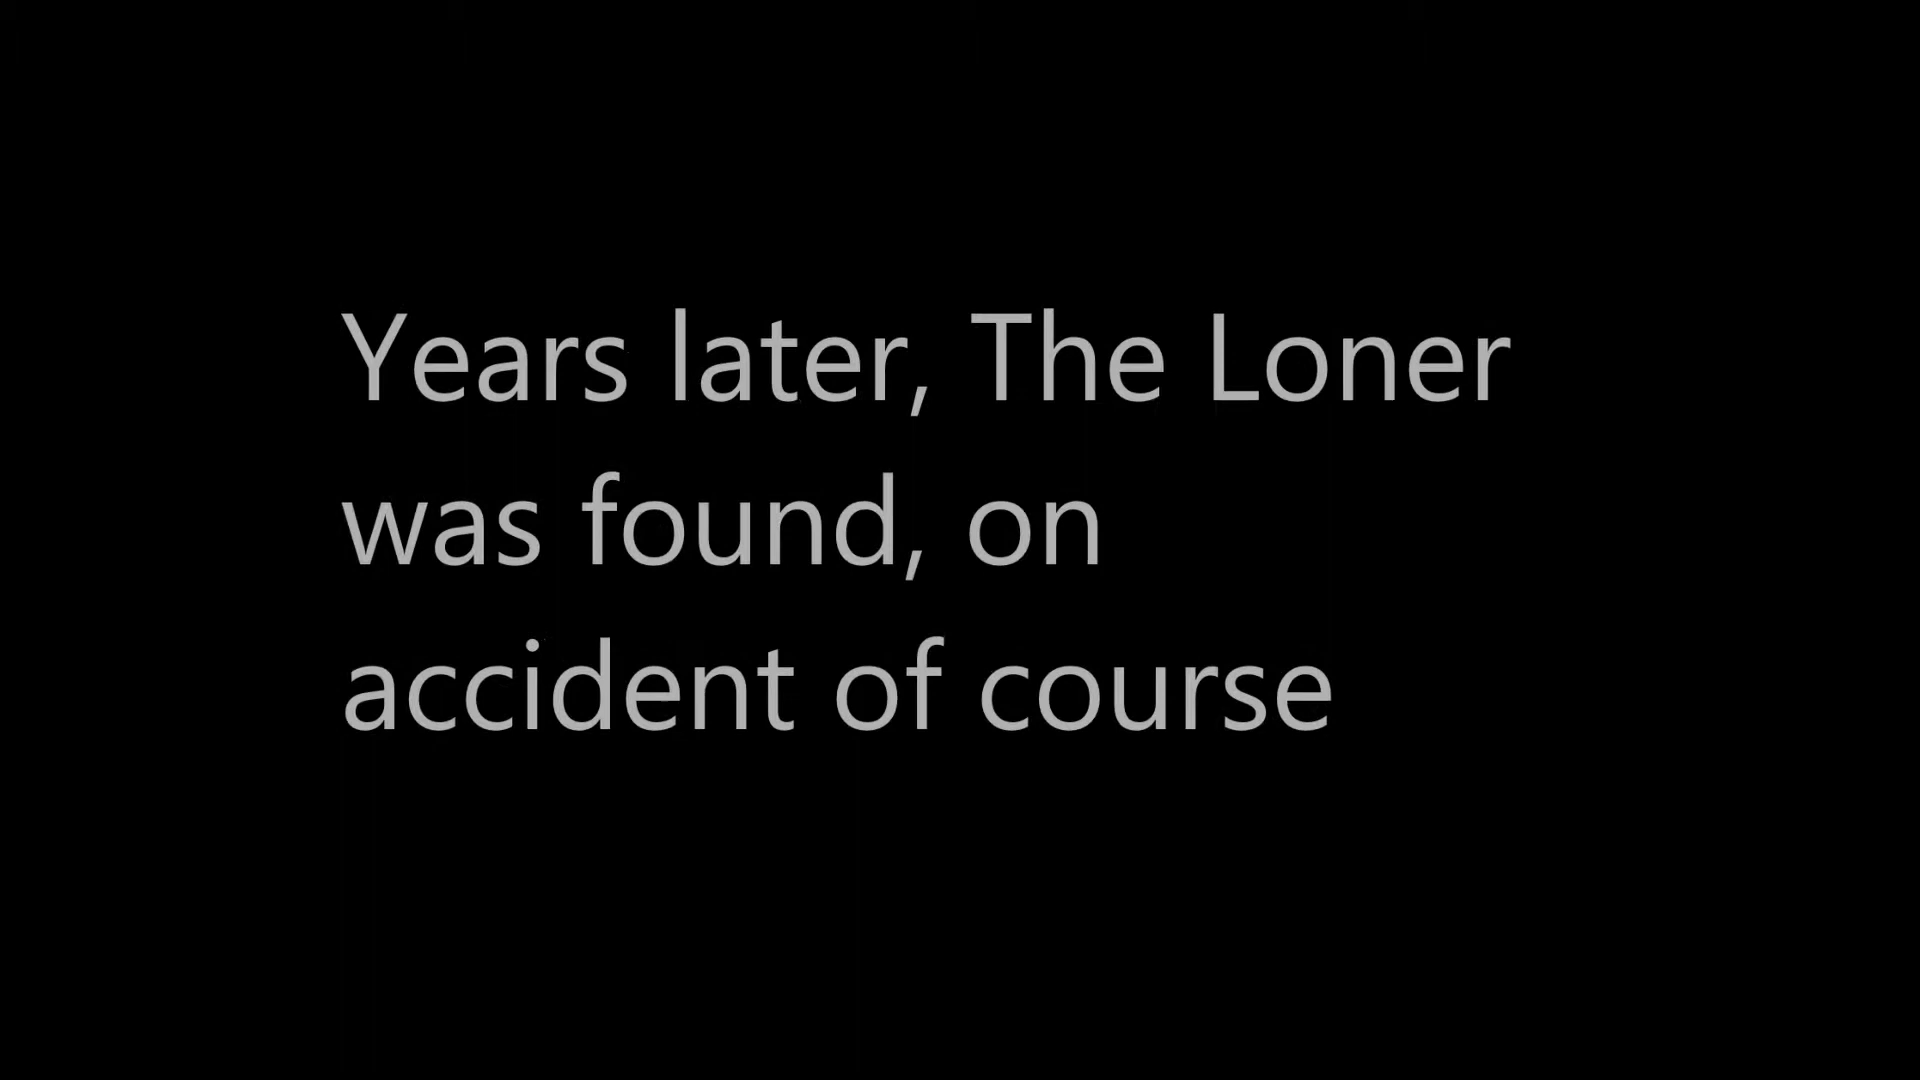 Years later, The Loner
was found, on
accident of course